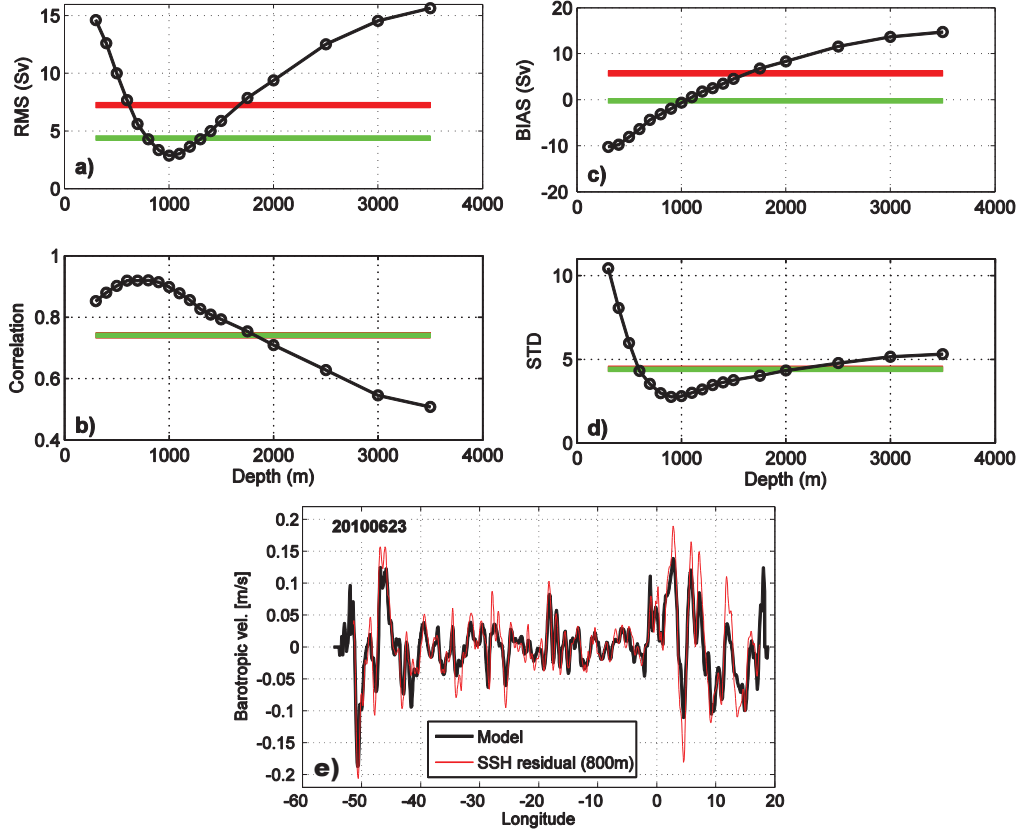 15
10
5
0
RMS (Sv)
a)
0 1000 2000 3000 4000
20
10
0
-10
-20
BIAS (Sv)
c)
0 1000 2000 3000 4000
1
0.8
0.6
0.4
Correlation
b)
0 1000 2000 3000 4000
Depth (m)
10
5
0
STD
d)
0 1000 2000 3000 4000
Depth (m)
0.2
0.15
0.1
0.05
0
-0.05
-0.1
-0.15
-0.2
Barotropic vel. [m/s]
20100623
e)
Model
SSH residual (800m)
-60 -50 -40 -30 -20 -10 0 10 20
Longitude